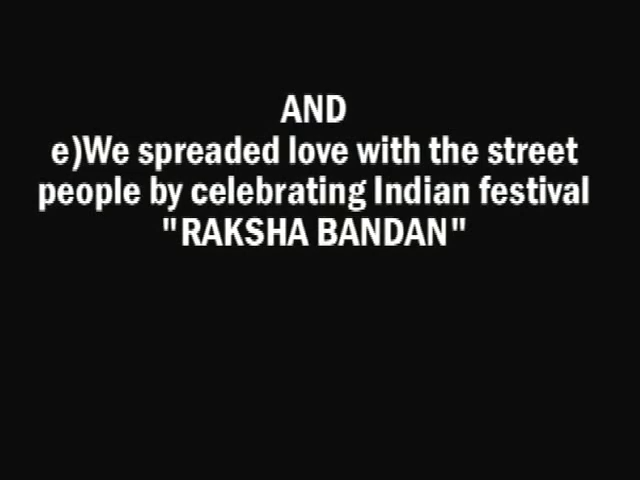 AND
e)We spreaded love with the street
people by celebrating Indian festival
"RAKSHA BANDAN"